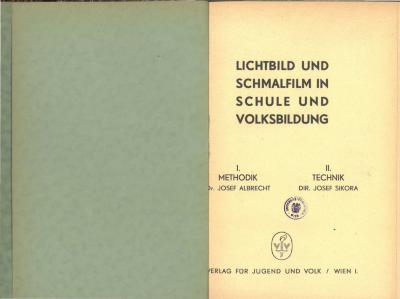 LICHTBILD UND
SCHMALFILM IN
SCHULE UND
VOLKSBILDUNG
I.
METHODIK
Dr. JOSEF ALBRECHT
II.
TECHNIK
DIR. JOSEF SIKORA
VERLAG FÜR JUGEND UND VOLK / WIEN I.